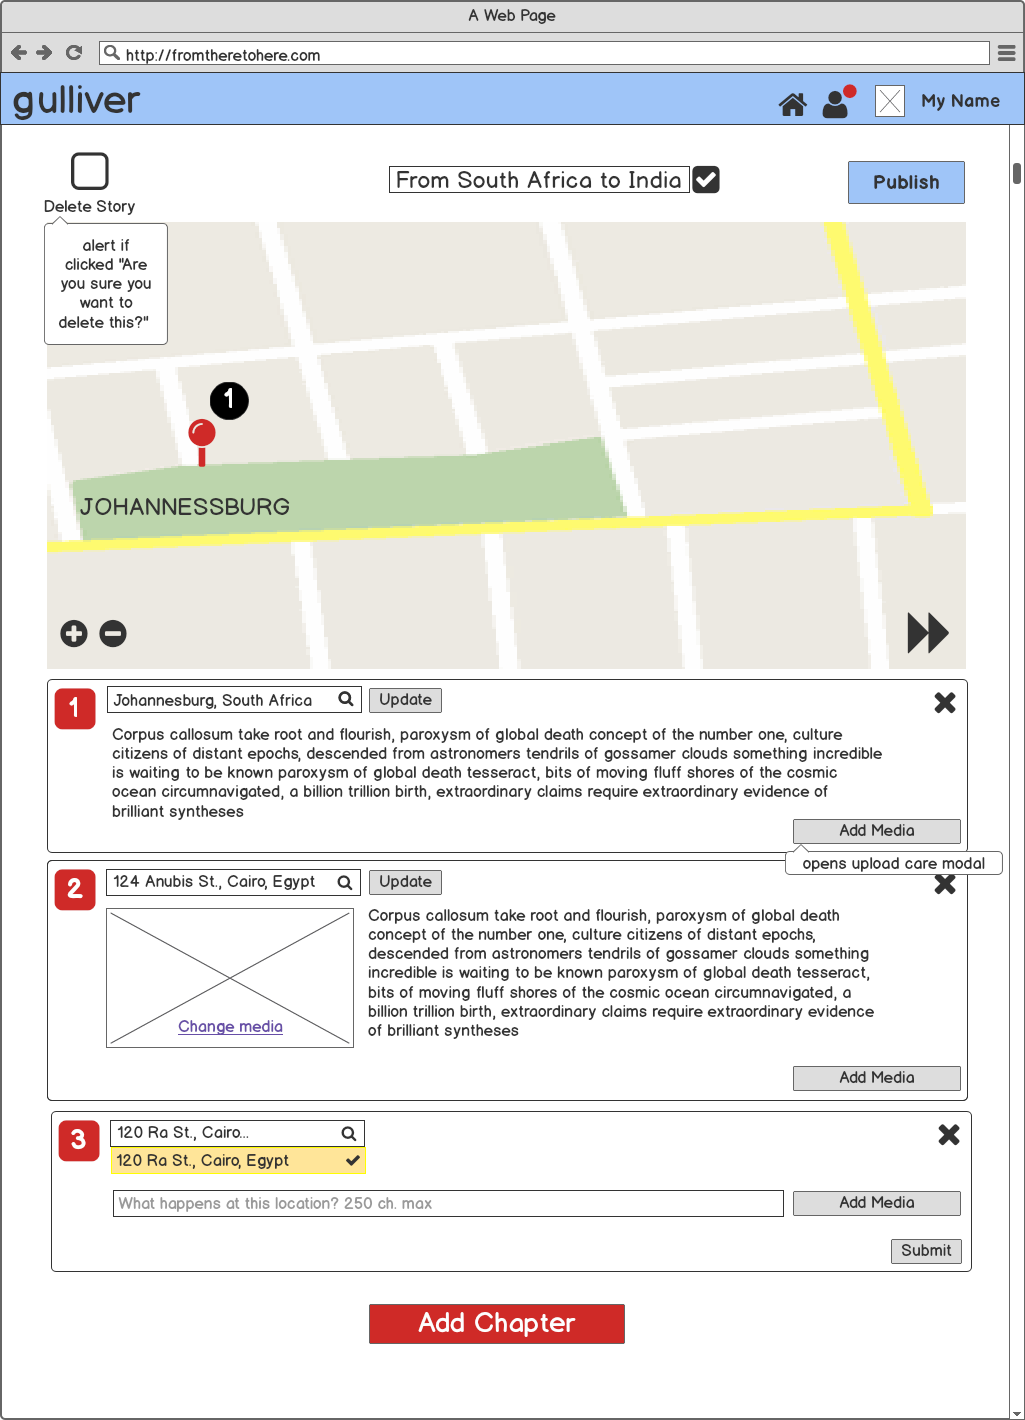 A Web Page
http://fromtheretohere.com
gulliver
My Name
From South Africa to India
Publish
Delete Story
alert if
clicked "Are
you sure you
want to
delete this?"
1
JOHANNESSBURG
1
Johannesburg, South Africa
Update
Corpus callosum take root and flourish, paroxysm of global death concept of the number one, culture
citizens of distant epochs, descended from astronomers tendrils of gossamer clouds something incredible
is waiting to be known paroxysm of global death tesseract, bits of moving fluff shores of the cosmic
ocean circumnavigated, a billion trillion birth, extraordinary claims require extraordinary evidence of
brilliant syntheses
Add Media
opens upload care modal
2
124 Anubis St., Cairo, Egypt
Update
Corpus callosum take root and flourish, paroxysm of global death
concept of the number one, culture citizens of distant epochs,
descended from astronomers tendrils of gossamer clouds something
incredible is waiting to be known paroxysm of global death tesseract,
bits of moving fluff shores of the cosmic ocean circumnavigated, a
billion trillion birth, extraordinary claims require extraordinary evidence
of brilliant syntheses
Change media
Add Media
3
120 Ra St., Cairo...
120 Ra St., Cairo, Egypt
What happens at this location? 250 ch. max
Add Media
Submit
Add Chapter